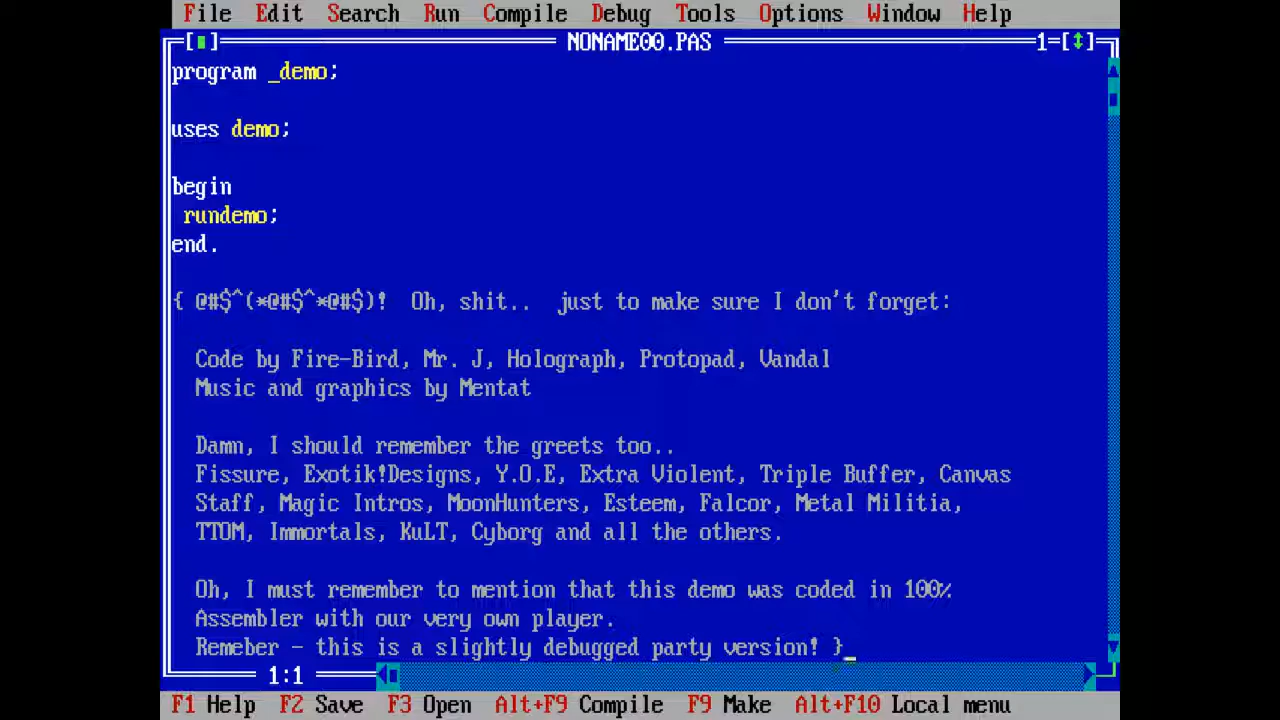 File Edit Search Run Compile Debug Tools Options Window Help
[▪] NONAME00.PAS 1=[↕]
program _demo;
uses demo;
begin
rundemo;
end.
{ @#$^(*@#$^*@#$)! Oh, shit.. just to make sure I don't forget:
Code by Fire-Bird, Mr. J, Holograph, Protopad, Vandal
Music and graphics by Mentat
Damn, I should remember the greets too..
Fissure, Exotik!Designs, Y.O.E, Extra Violent, Triple Buffer, Canvas
Staff, Magic Intros, MoonHunters, Esteem, Falcor, Metal Militia,
TTOM, Immortals, KuLT, Cyborg and all the others.
Oh, I must remember to mention that this demo was coded in 100%
Assembler with our very own player.
Remeber - this is a slightly debugged party version! }_
1:1
F1 Help F2 Save F3 Open Alt+F9 Compile F9 Make Alt+F10 Local menu